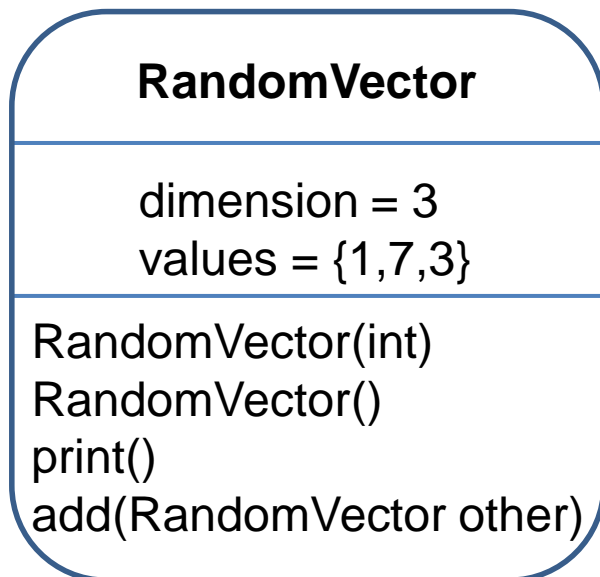 RandomVector
dimension = 3
values = {1,7,3}
RandomVector(int)
RandomVector()
print()
add(RandomVector other)